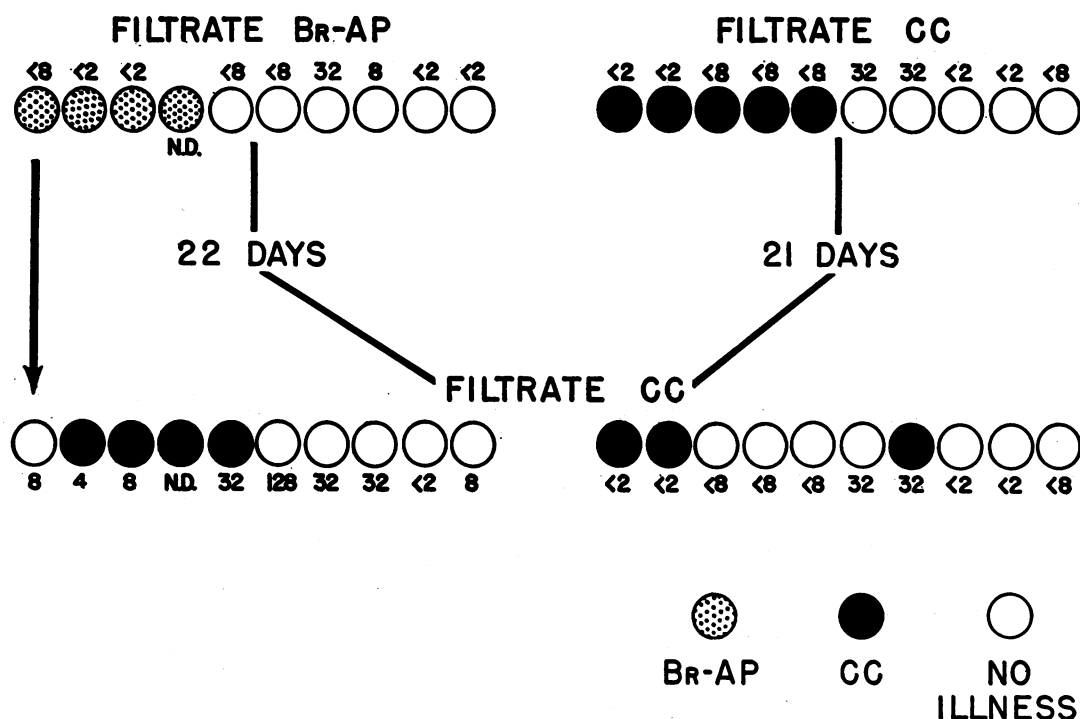 FILTRATE BR-AP
FILTRATE CC
<8 <2 <2 <8 <8 32 8 <2 <2
<2 <2 <8 <8 <8 32 32 <2 <2 <8
N.D.
22 DAYS
21 DAYS
FILTRATE CC
8 4 8 N.D. 32 128 32 32 <2 8
<2 <2 <8 <8 <8 32 32 <2 <2 <8
BR-AP
CC
NO
ILLNESS